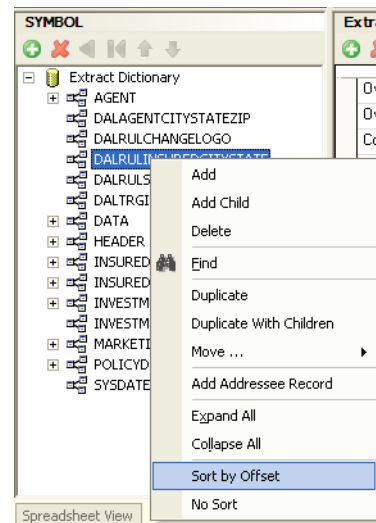 SYMBOL
Extra
Extract Dictionary
AGENT
DALAGENTCITYSTATEZIP
DALRULCHANGELOGO
DALRULINSUREDCITYSTATE
DALRULS
DALTRGI
DATA
HEADER
INSURED
INSURED
INVESTM
INVESTM
MARKETI
POLICYD
SYSDATE
Ov
Ov
Co
Add
Add Child
Delete
Find
Duplicate
Duplicate With Children
Move ...
Add Addressee Record
Expand All
Collapse All
Sort by Offset
No Sort
Spreadsheet View